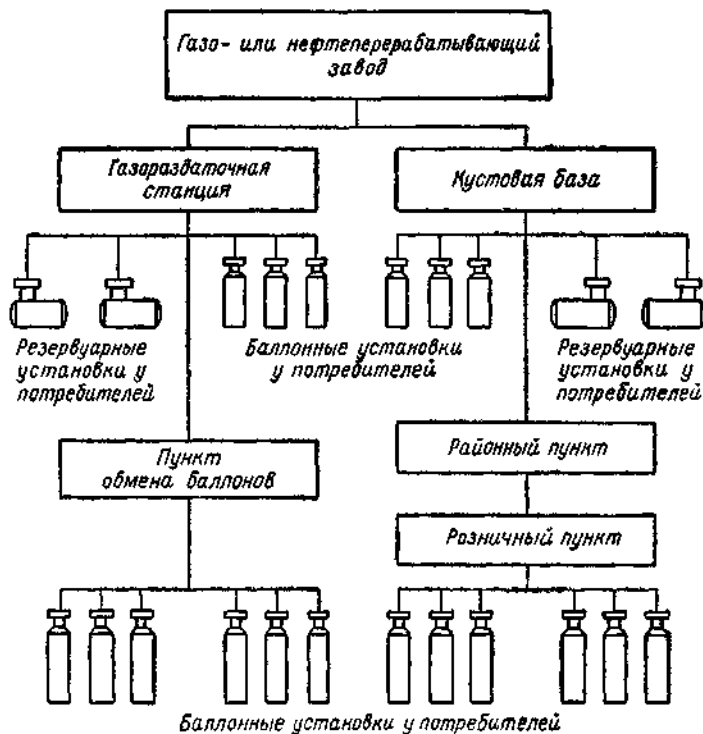 Газо- или нефтеперерабатывающий
завод
Газораздаточная
станция
Кустовая база
Резервуарные
установки у
потребителей
Баллонные установки
у потребителей
Резервуарные
установки у
потребителей
Пункт
обмена баллонов
Районный пункт
Розничный пункт
Баллонные установки у потребителей